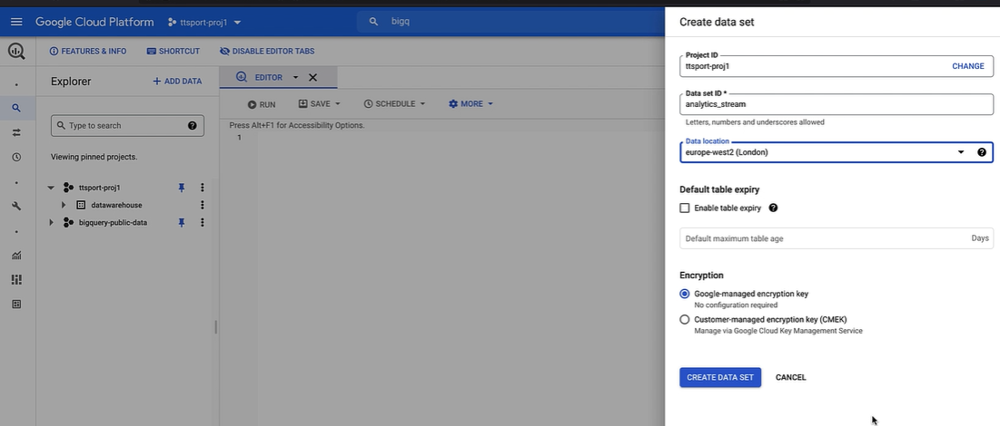 Google Cloud Platform
ttsport-proj1
bigq
FEATURES & INFO
SHORTCUT
DISABLE EDITOR TABS
Explorer
+ ADD DATA
Type to search
Viewing pinned projects.
ttsport-proj1
datawarehouse
bigquery-public-data
EDITOR
RUN
SAVE
SCHEDULE
MORE
Press Alt+F1 for Accessibility Options.
1
Create data set
Project ID
ttsport-proj1
CHANGE
Data set ID *
analytics_stream
Letters, numbers and underscores allowed
Data location
europe-west2 (London)
Default table expiry
Enable table expiry
Default maximum table age
Days
Encryption
Google-managed encryption key
No configuration required
Customer-managed encryption key (CMEK)
Manage via Google Cloud Key Management Service
CREATE DATA SET
CANCEL